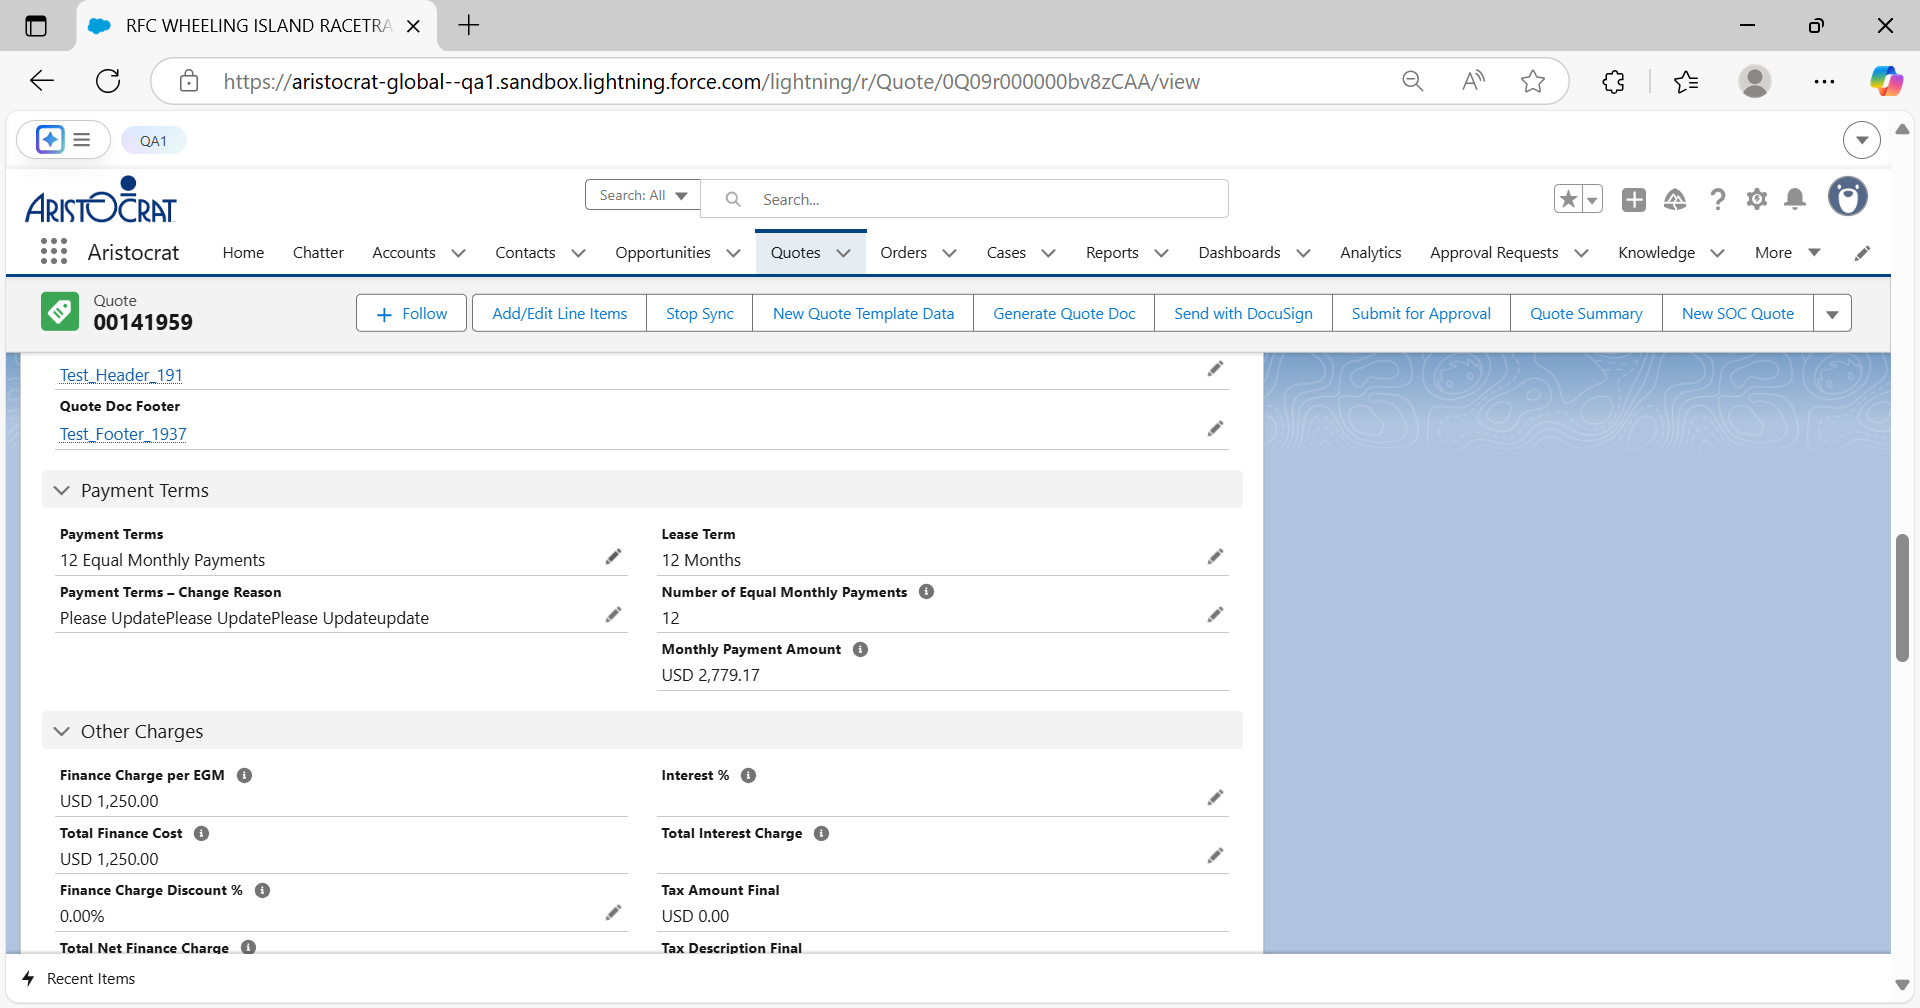 RFC WHEELING ISLAND RACETRA
https://aristocrat-global--qa1.sandbox.lightning.force.com/lightning/r/Quote/0Q09r000000bv8zCAA/view
QA1
ARISTOCRAT
Search: All
Search...
Aristocrat
Home
Chatter
Accounts
Contacts
Opportunities
Quotes
Orders
Cases
Reports
Dashboards
Analytics
Approval Requests
Knowledge
More
Quote
00141959
Follow
Add/Edit Line Items
Stop Sync
New Quote Template Data
Generate Quote Doc
Send with DocuSign
Submit for Approval
Quote Summary
New SOC Quote
Test_Header_191
Quote Doc Footer
Test_Footer_1937
Payment Terms
Payment Terms
12 Equal Monthly Payments
Lease Term
12 Months
Payment Terms – Change Reason
Please UpdatePlease UpdatePlease Updateupdate
Number of Equal Monthly Payments
12
Monthly Payment Amount
USD 2,779.17
Other Charges
Finance Charge per EGM
USD 1,250.00
Interest %
Total Finance Cost
USD 1,250.00
Total Interest Charge
Finance Charge Discount %
0.00%
Tax Amount Final
USD 0.00
Total Net Finance Charge
Tax Description Final
Recent Items